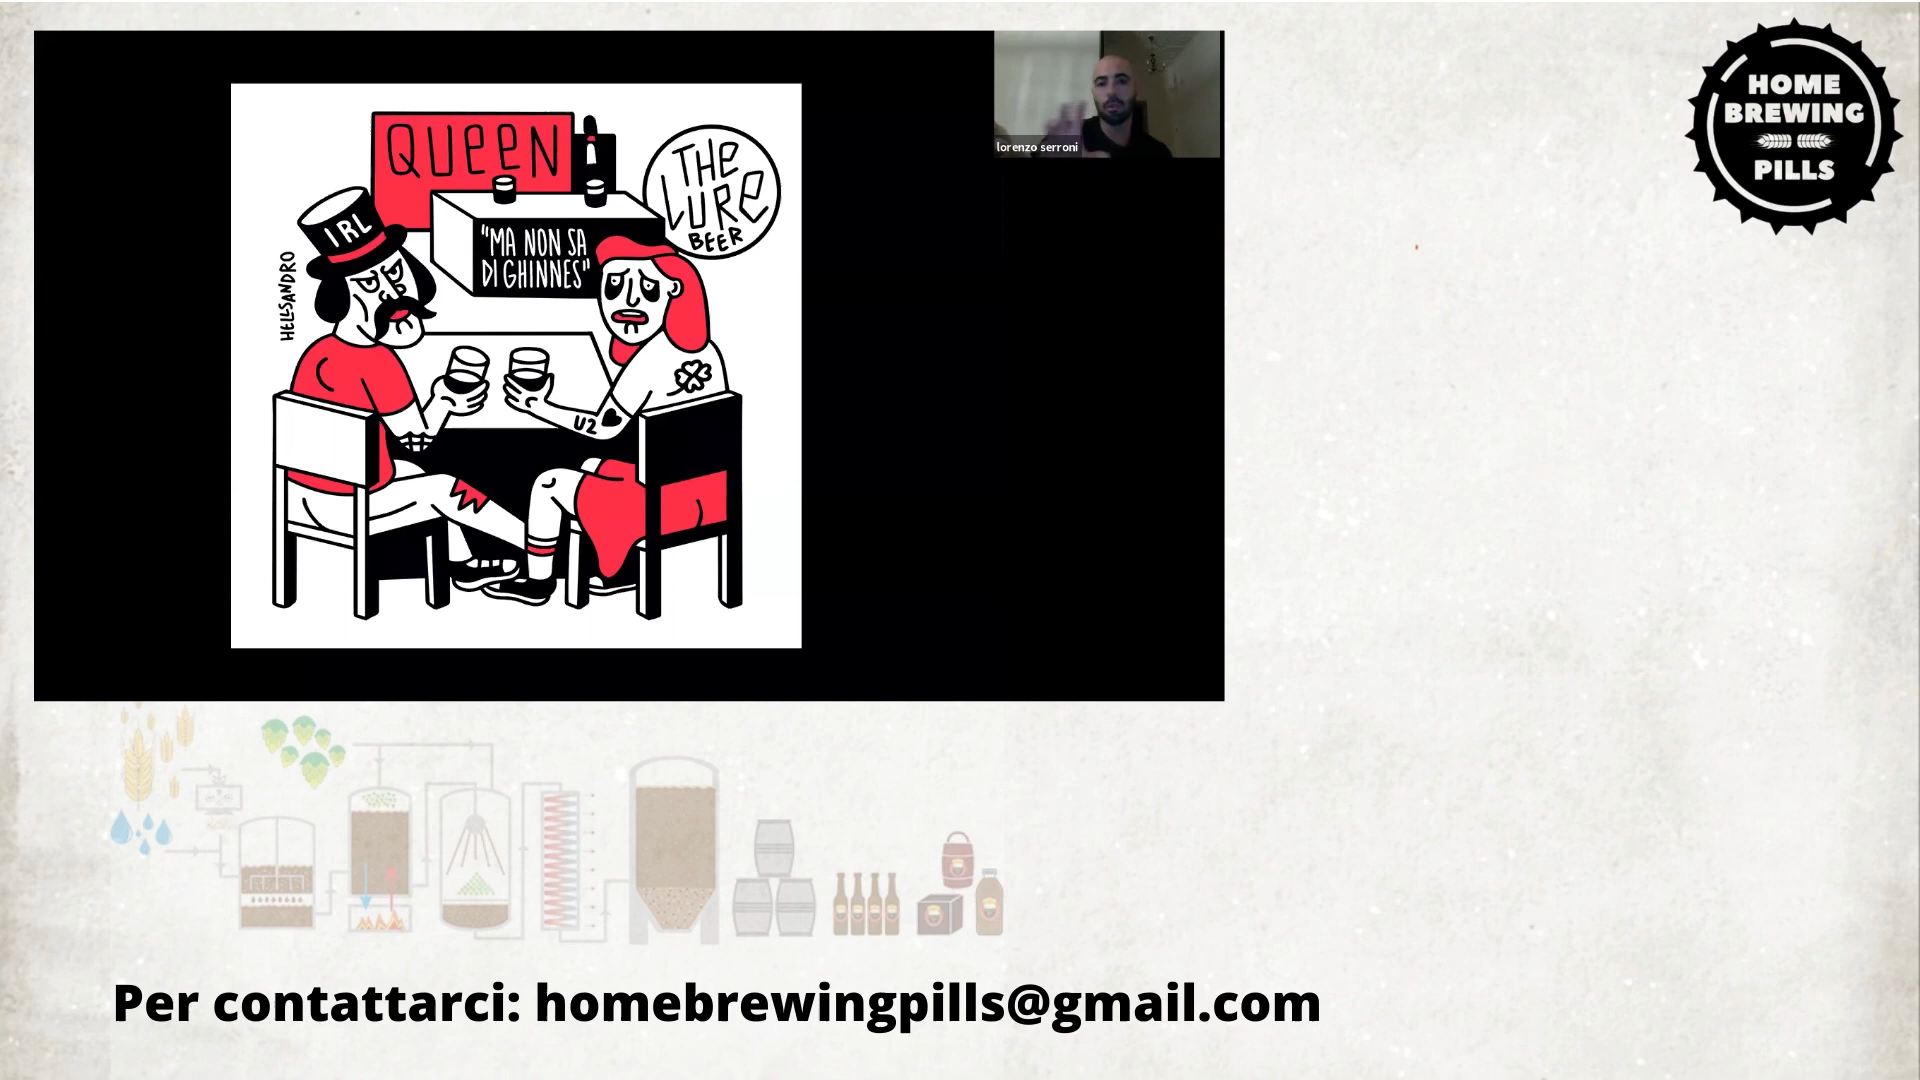 QUEEN
THE
LURE
BEER
IRL
"MA NON SA
DI GHINNES"
HELLSANDRO
U2
lorenzo serroni
HOME
BREWING
PILLS
Per contattarci: homebrewingpills@gmail.com